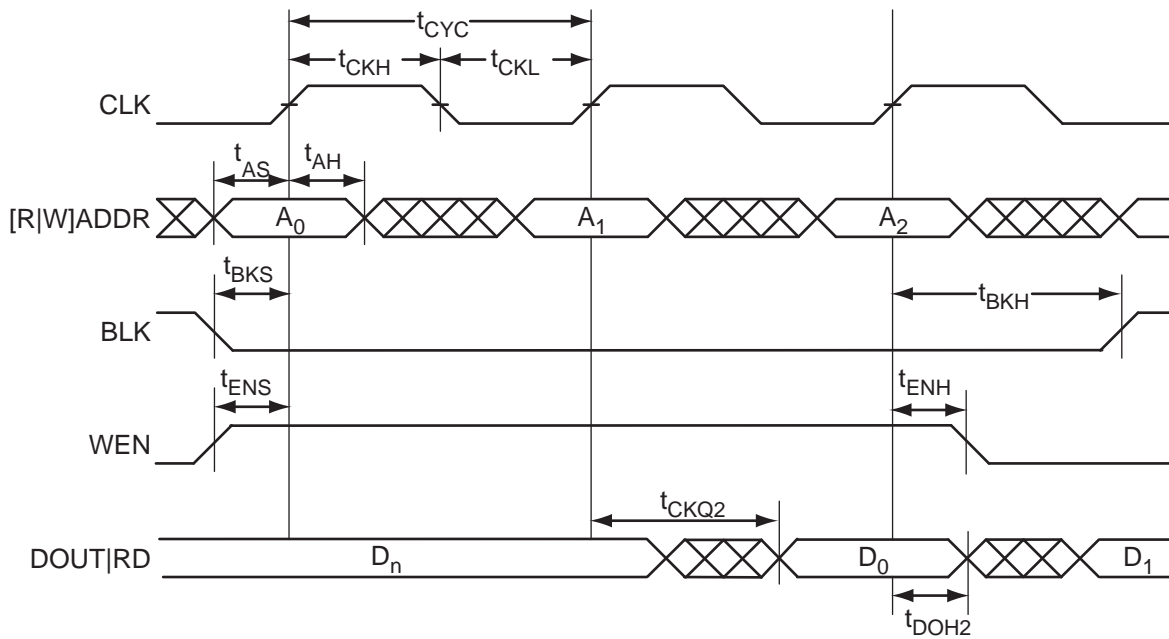 tCYC
tCKH tCKL
CLK
tAS tAH
[R|W]ADDR A0 A1 A2
tBKS tBKH
BLK
tENS tENH
WEN
tCKQ2
DOUT|RD Dn D0 D1
tDOH2